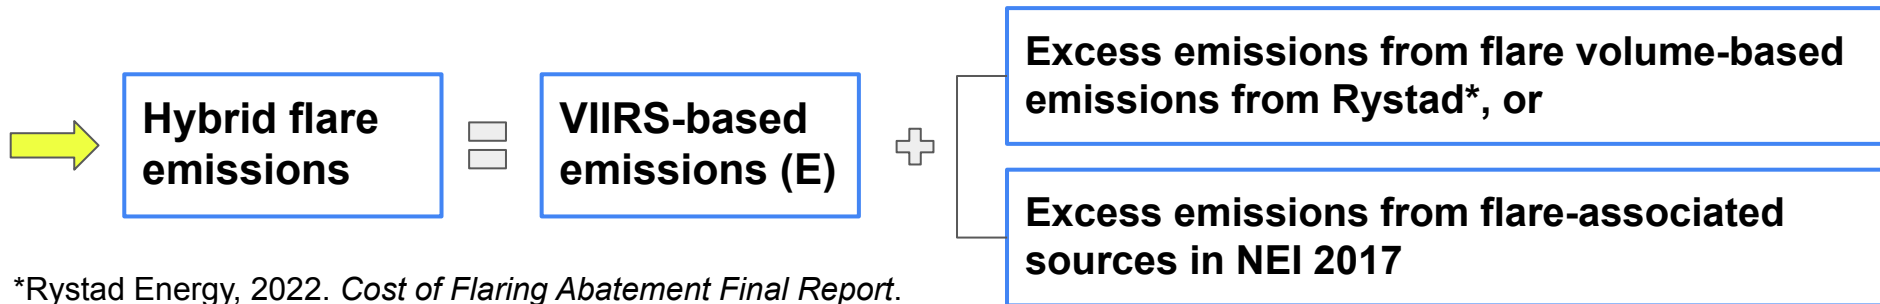 Hybrid flare
emissions
VIIRS-based
emissions (E)
Excess emissions from flare volume-based
emissions from Rystad*, or
Excess emissions from flare-associated
sources in NEI 2017
*Rystad Energy, 2022. Cost of Flaring Abatement Final Report.